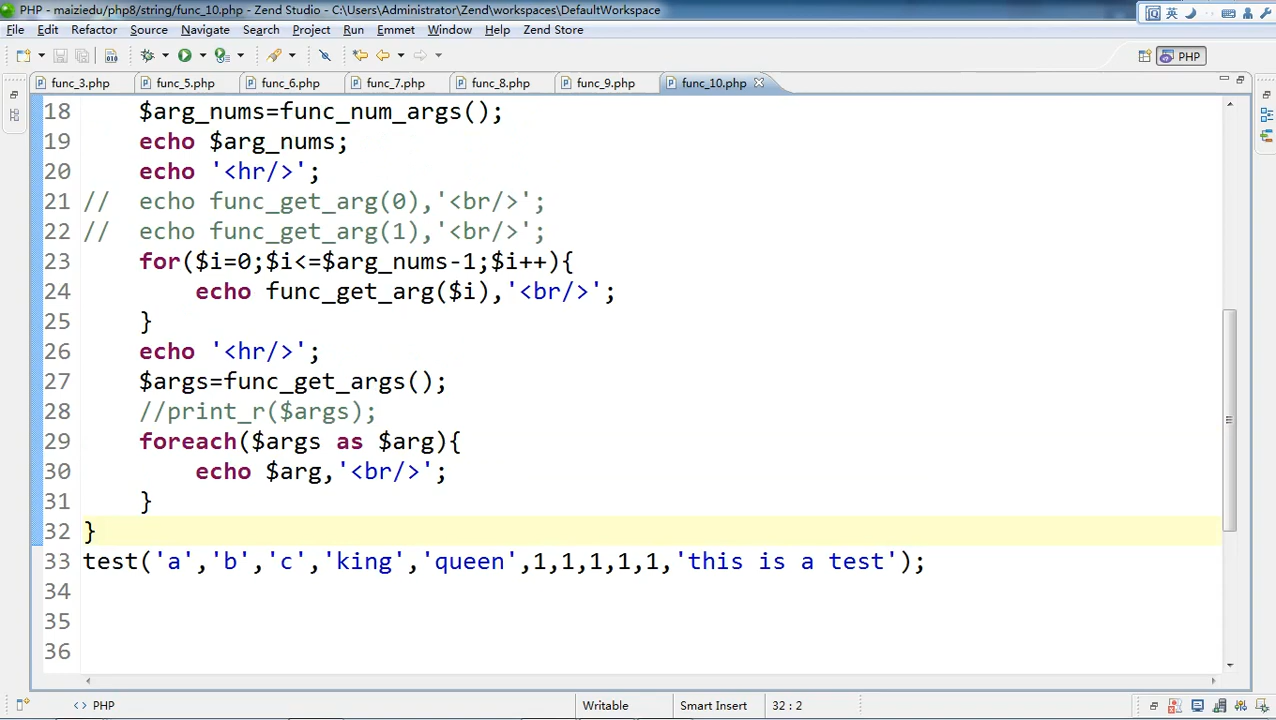 PHP - maiziedu/php8/string/func_10.php - Zend Studio - C:\Users\Administrator\Zend\workspaces\DefaultWorkspace
英
File Edit Refactor Source Navigate Search Project Run Emmet Window Help Zend Store
PHP
func_3.php func_5.php func_6.php func_7.php func_8.php func_9.php func_10.php
18 $arg_nums=func_num_args();
19 echo $arg_nums;
20 echo '<hr/>';
21 // echo func_get_arg(0),'<br/>';
22 // echo func_get_arg(1),'<br/>';
23 for($i=0;$i<=$arg_nums-1;$i++){
24 echo func_get_arg($i),'<br/>';
25 }
26 echo '<hr/>';
27 $args=func_get_args();
28 //print_r($args);
29 foreach($args as $arg){
30 echo $arg,'<br/>';
31 }
32 }
33 test('a','b','c','king','queen',1,1,1,1,1,'this is a test');
34
35
36
<> PHP Writable Smart Insert 32 : 2